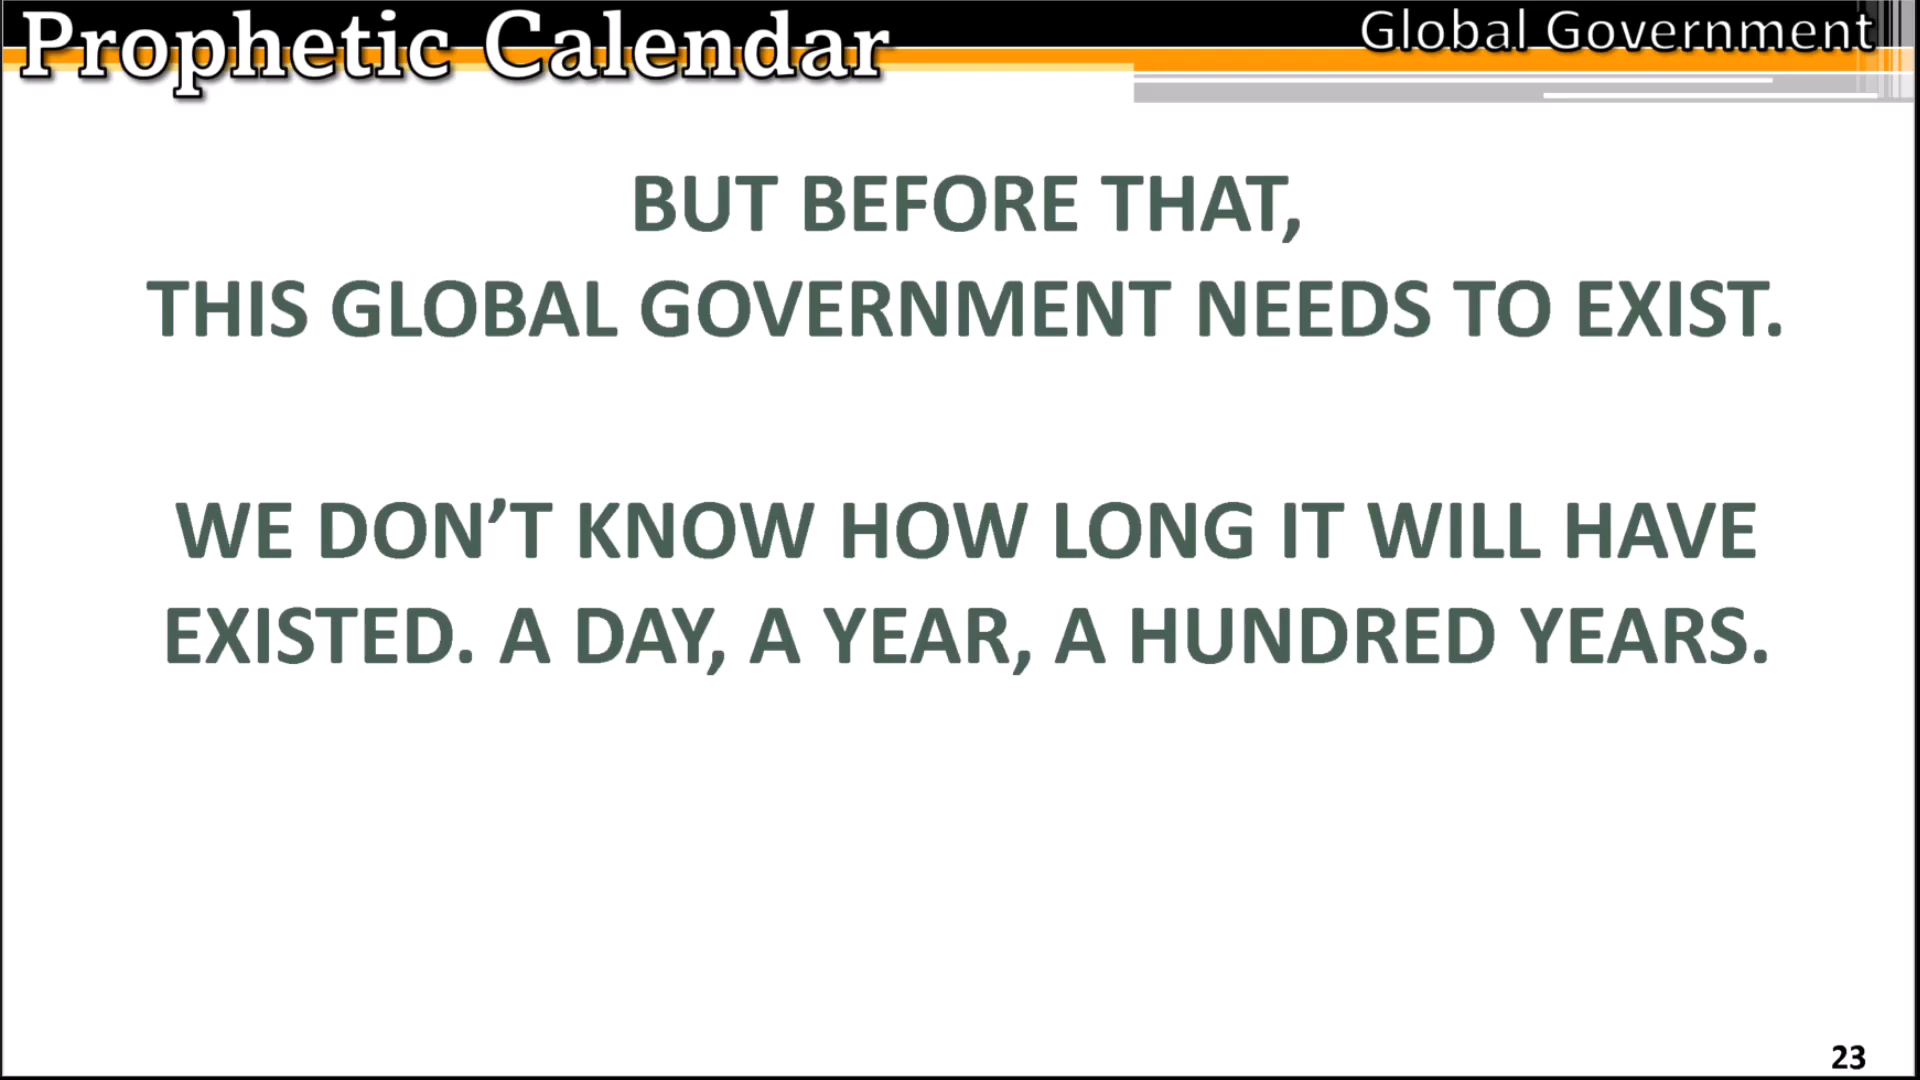 Prophetic Calendar
Global Government
BUT BEFORE THAT,
THIS GLOBAL GOVERNMENT NEEDS TO EXIST.
WE DON’T KNOW HOW LONG IT WILL HAVE
EXISTED. A DAY, A YEAR, A HUNDRED YEARS.
23